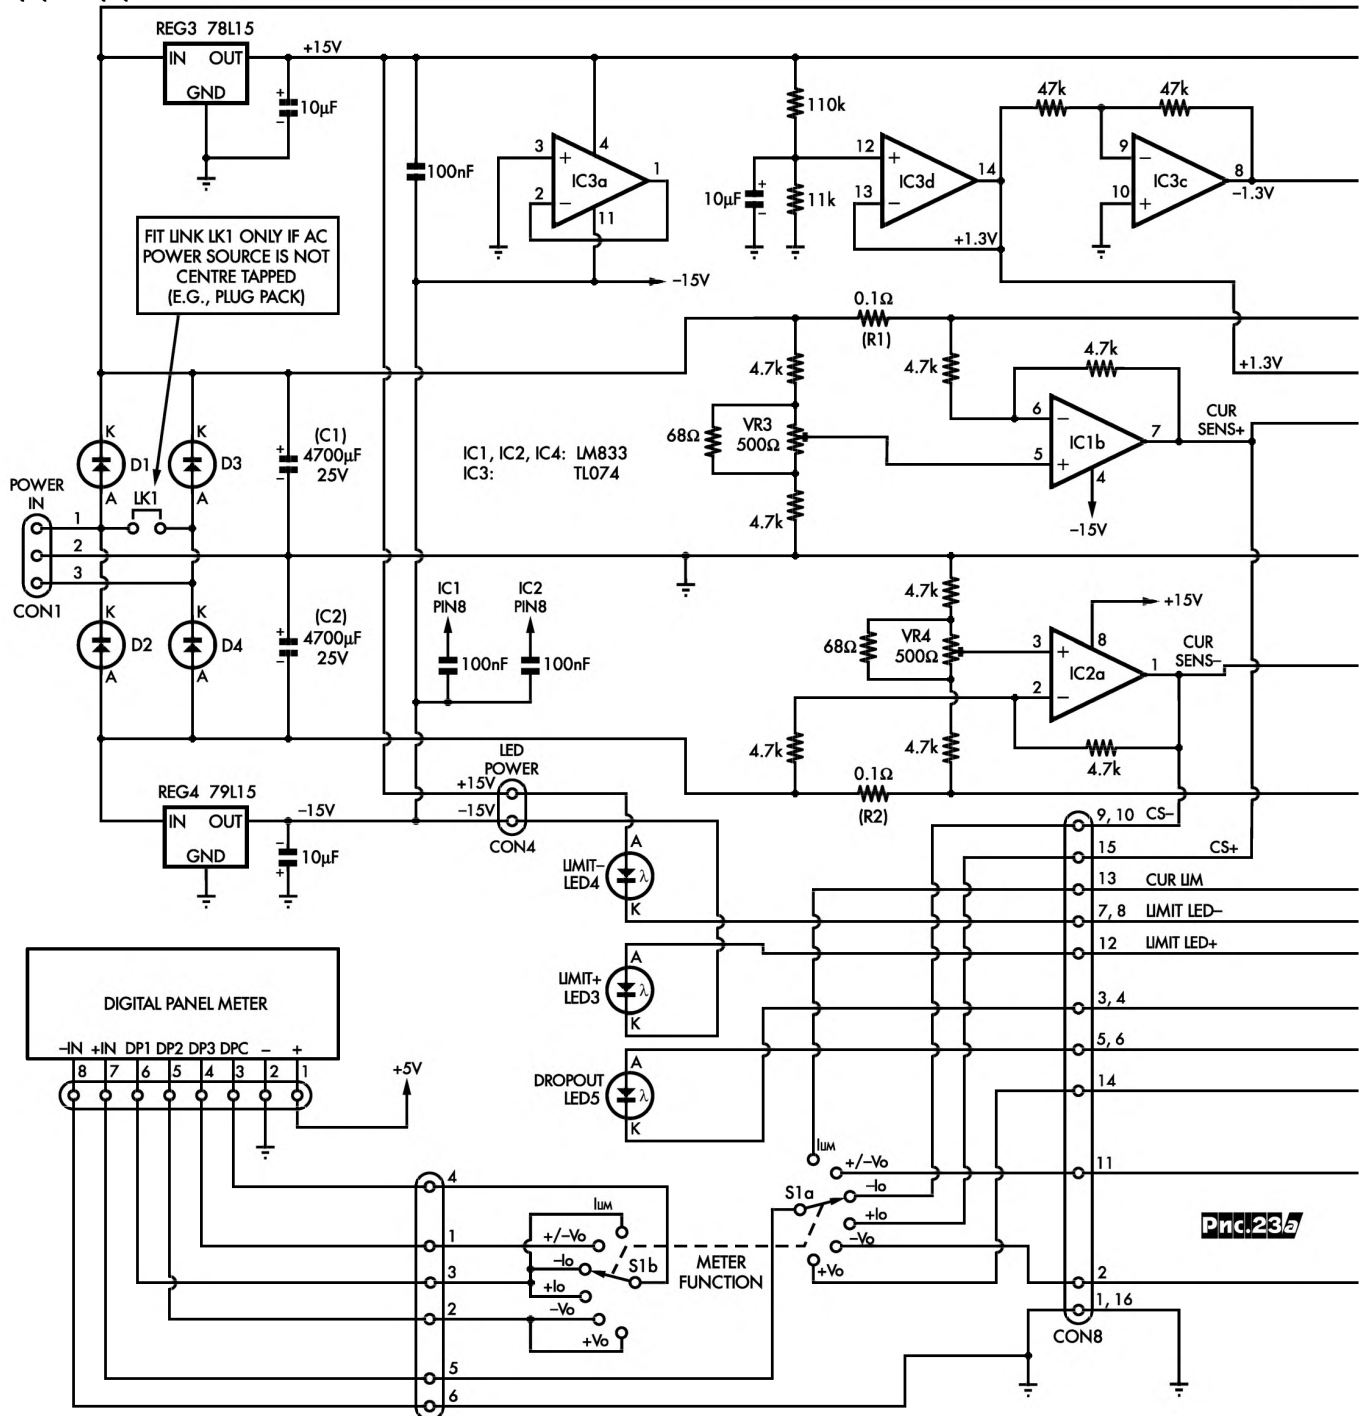 REG3 78L15
IN OUT
GND
+15V
+
10µF
−
100nF
3
+
IC3a
2
−
4
11
1
−15V
110k
11k
10µF
+
−
12
+
IC3d
13
−
14
+1.3V
47k
47k
9
−
IC3c
10
+
8
−1.3V
FIT LINK LK1 ONLY IF AC
POWER SOURCE IS NOT
CENTRE TAPPED
(E.G., PLUG PACK)
0.1Ω
(R1)
4.7k
4.7k
4.7k
+1.3V
68Ω
VR3
500Ω
4.7k
6
−
IC1b
5
+
7
4
−15V
CUR
SENS+
K
D1
A
K
D3
A
(C1)
4700µF
25V
+
−
IC1, IC2, IC4: LM833
IC3: TL074
POWER
IN
1
2
3
CON1
LK1
K
D2
A
K
D4
A
(C2)
4700µF
25V
+
−
IC1
PIN8
IC2
PIN8
100nF
100nF
4.7k
68Ω
VR4
500Ω
+15V
8
3
+
IC2a
2
−
1
CUR
SENS−
4.7k
4.7k
4.7k
0.1Ω
(R2)
REG4 79L15
IN OUT
GND
−15V
−
10µF
+
LED
POWER
+15V
−15V
CON4
A
LIMIT−
LED4
λ
K
A
LIMIT+
LED3
λ
K
A
DROPOUT
LED5
λ
K
9, 10 CS−
15 CS+
13 CUR LIM
7, 8 LIMIT LED−
12 LIMIT LED+
3, 4
5, 6
14
11
2
1, 16
CON8
DIGITAL PANEL METER
−IN +IN DP1 DP2 DP3 DPC − +
8 7 6 5 4 3 2 1
+5V
4
1
3
2
5
6
ILIM
+/−Vo
−Io
+Io
−Vo
+Vo
S1b
METER
FUNCTION
S1a
ILIM
+/−Vo
−Io
+Io
−Vo
+Vo
Рис.23а